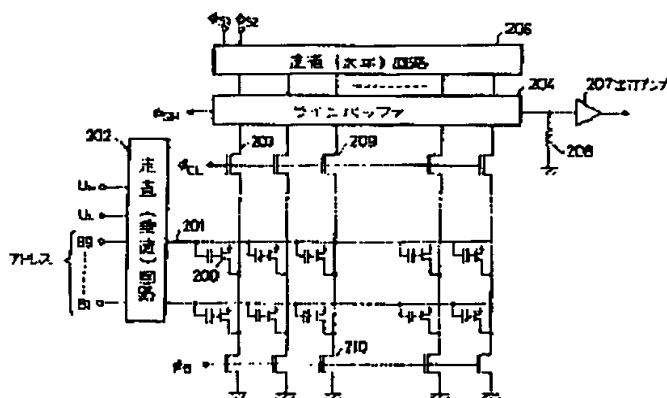 φS1 φS2
206
走査(水平)回路
204
ラインバッファ
207 出力アンプ
φSH
208
202
203
209
φCL
走査(垂直)回路
201
200
アドレス
B9
B0
210
φB